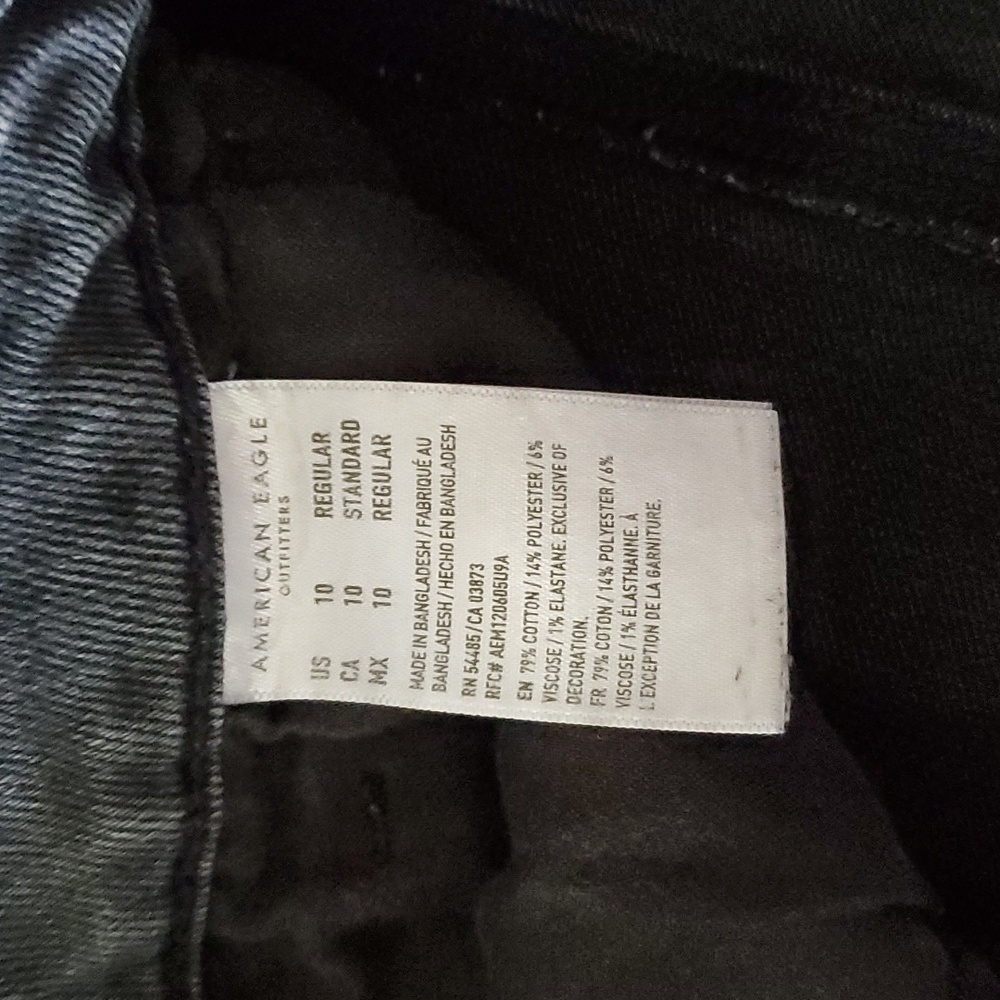 AMERICAN EAGLE
OUTFITTERS
US 10 REGULAR
CA 10 STANDARD
MX 10 REGULAR
MADE IN BANGLADESH / FABRIQUÉ AU
BANGLADESH / HECHO EN BANGLADESH
RN 54485/CA 03873
RFC# AEM120605U9A
EN 79% COTTON / 14% POLYESTER / 6%
VISCOSE / 1% ELASTANE. EXCLUSIVE OF
DECORATION.
FR 79% COTON / 14% POLYESTER / 6%
VISCOSE / 1% ÉLASTHANNE. À
L'EXCEPTION DE LA GARNITURE.